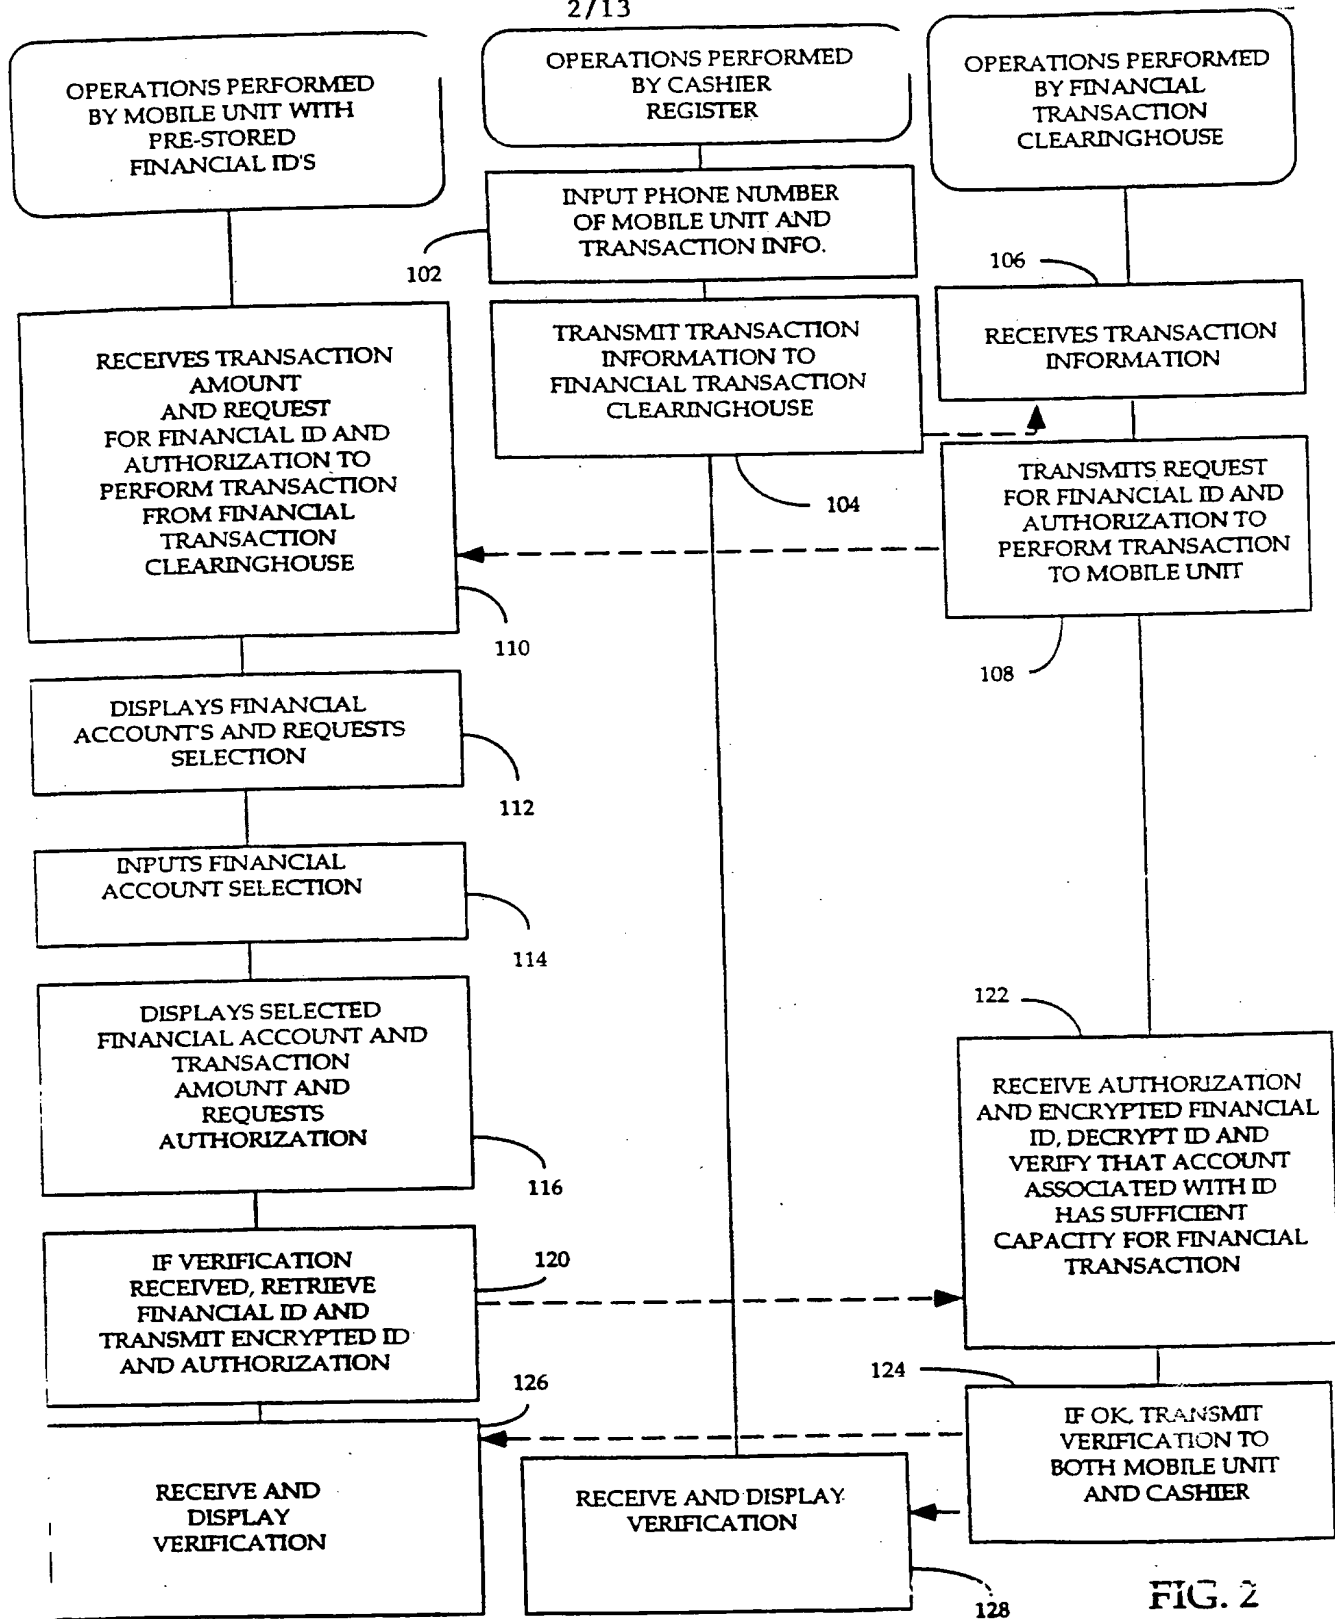 2/13
OPERATIONS PERFORMED
BY MOBILE UNIT WITH
PRE-STORED
FINANCIAL ID'S
OPERATIONS PERFORMED
BY CASHIER
REGISTER
OPERATIONS PERFORMED
BY FINANCIAL
TRANSACTION
CLEARINGHOUSE
INPUT PHONE NUMBER
OF MOBILE UNIT AND
TRANSACTION INFO.
102
106
RECEIVES TRANSACTION
AMOUNT
AND REQUEST
FOR FINANCIAL ID AND
AUTHORIZATION TO
PERFORM TRANSACTION
FROM FINANCIAL
TRANSACTION
CLEARINGHOUSE
TRANSMIT TRANSACTION
INFORMATION TO
FINANCIAL TRANSACTION
CLEARINGHOUSE
RECEIVES TRANSACTION
INFORMATION
104
TRANSMITS REQUEST
FOR FINANCIAL ID AND
AUTHORIZATION TO
PERFORM TRANSACTION
TO MOBILE UNIT
110
108
DISPLAYS FINANCIAL
ACCOUNT'S AND REQUESTS
SELECTION
112
INPUTS FINANCIAL
ACCOUNT SELECTION
114
DISPLAYS SELECTED
FINANCIAL ACCOUNT AND
TRANSACTION
AMOUNT AND
REQUESTS
AUTHORIZATION
116
122
RECEIVE AUTHORIZATION
AND ENCRYPTED FINANCIAL
ID, DECRYPT ID AND
VERIFY THAT ACCOUNT
ASSOCIATED WITH ID
HAS SUFFICIENT
CAPACITY FOR FINANCIAL
TRANSACTION
IF VERIFICATION
RECEIVED, RETRIEVE
FINANCIAL ID AND
TRANSMIT ENCRYPTED ID
AND AUTHORIZATION
120
126
124
IF OK, TRANSMIT
VERIFICATION TO
BOTH MOBILE UNIT
AND CASHIER
RECEIVE AND
DISPLAY
VERIFICATION
RECEIVE AND DISPLAY
VERIFICATION
128
FIG. 2